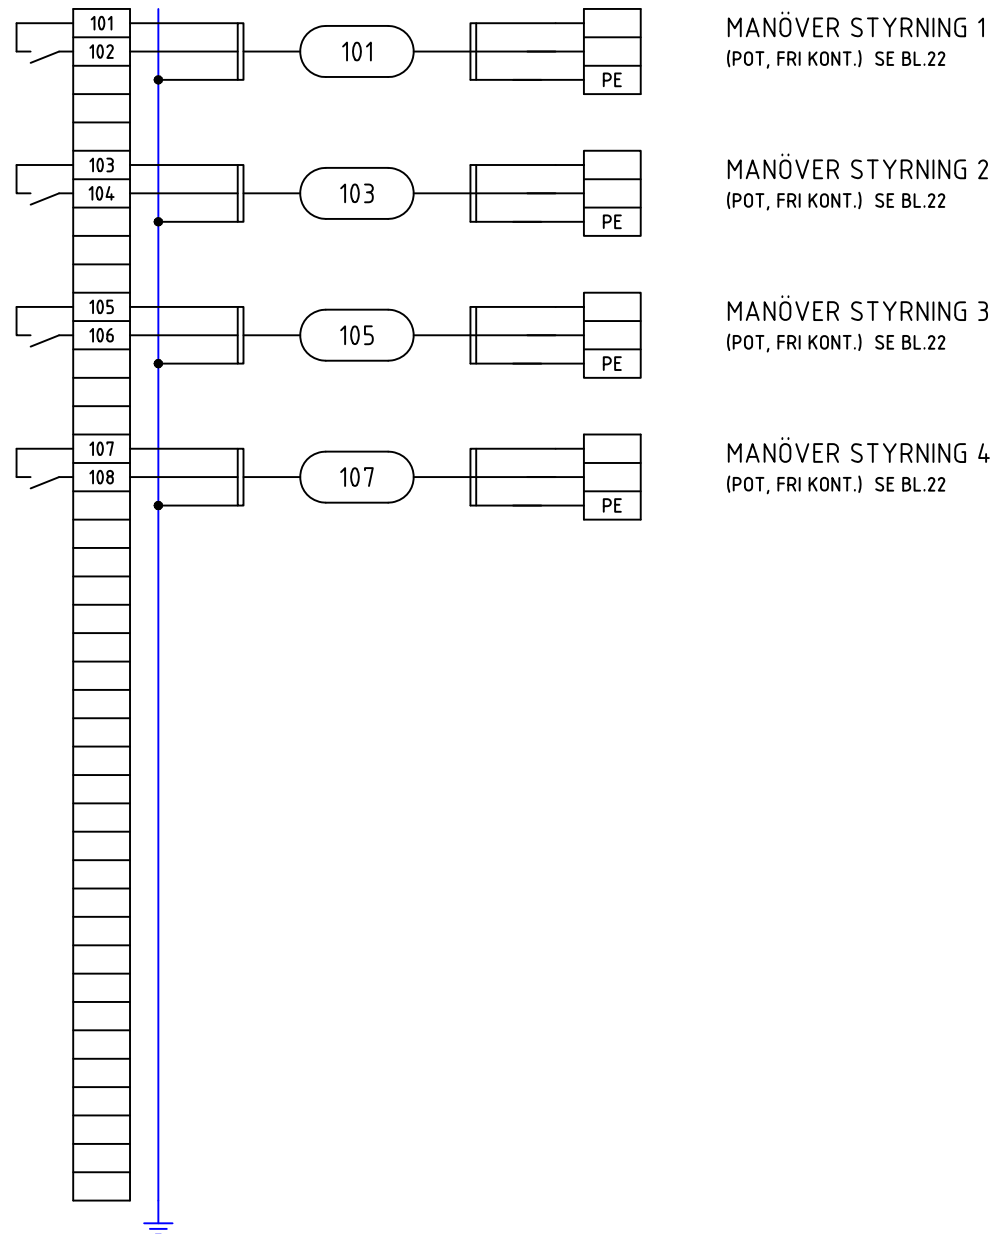 101
102
101
PE
MANÖVER STYRNING 1
(POT, FRI KONT.) SE BL.22
103
104
103
PE
MANÖVER STYRNING 2
(POT, FRI KONT.) SE BL.22
105
106
105
PE
MANÖVER STYRNING 3
(POT, FRI KONT.) SE BL.22
107
108
107
PE
MANÖVER STYRNING 4
(POT, FRI KONT.) SE BL.22